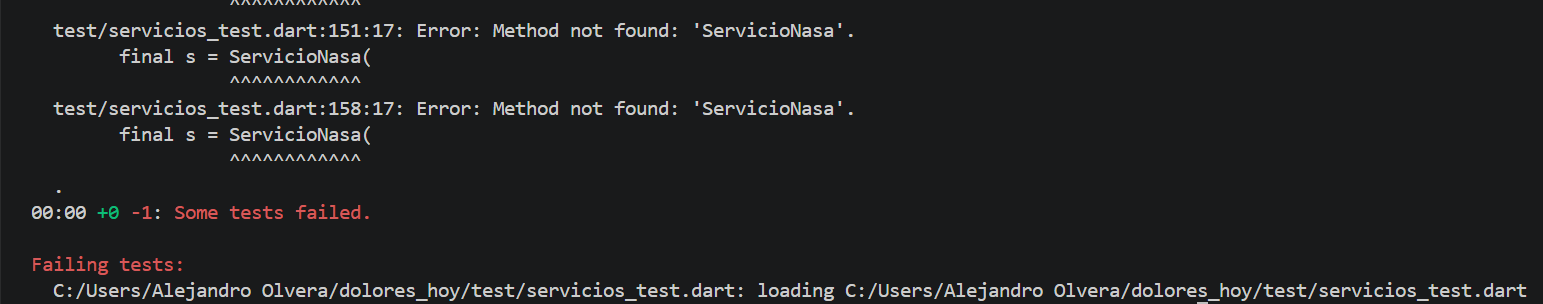 ^^^^^^^^^^^^
test/servicios_test.dart:151:17: Error: Method not found: 'ServicioNasa'.
final s = ServicioNasa(
^^^^^^^^^^^^
test/servicios_test.dart:158:17: Error: Method not found: 'ServicioNasa'.
final s = ServicioNasa(
^^^^^^^^^^^^
.
00:00 +0 -1: Some tests failed.
Failing tests:
C:/Users/Alejandro Olvera/dolores_hoy/test/servicios_test.dart: loading C:/Users/Alejandro Olvera/dolores_hoy/test/servicios_test.dart